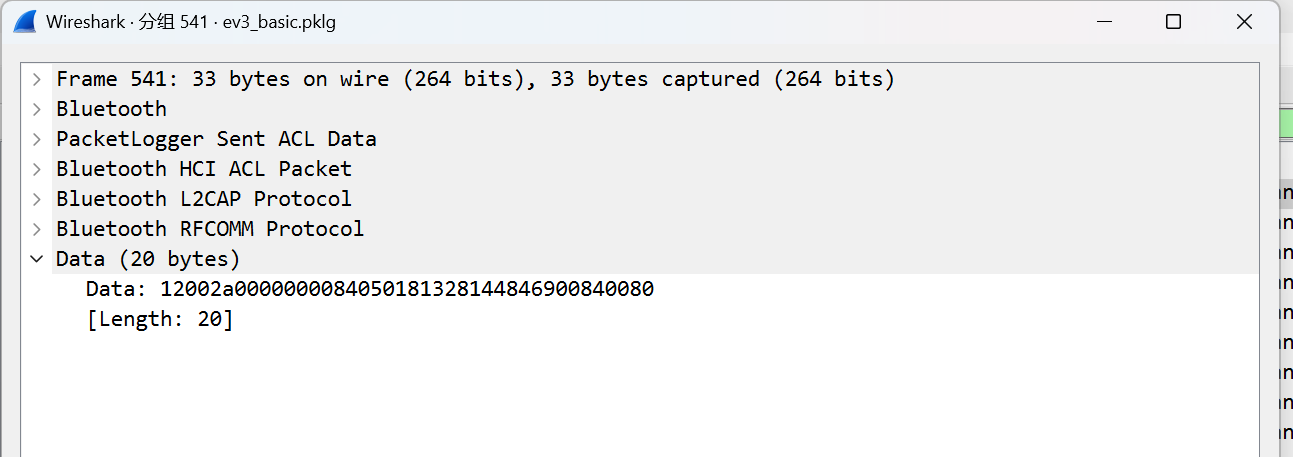 Wireshark · 分组 541 · ev3_basic.pklg
Frame 541: 33 bytes on wire (264 bits), 33 bytes captured (264 bits)
Bluetooth
PacketLogger Sent ACL Data
Bluetooth HCI ACL Packet
Bluetooth L2CAP Protocol
Bluetooth RFCOMM Protocol
Data (20 bytes)
Data: 12002a00000000840501813281448469008400​80
[Length: 20]